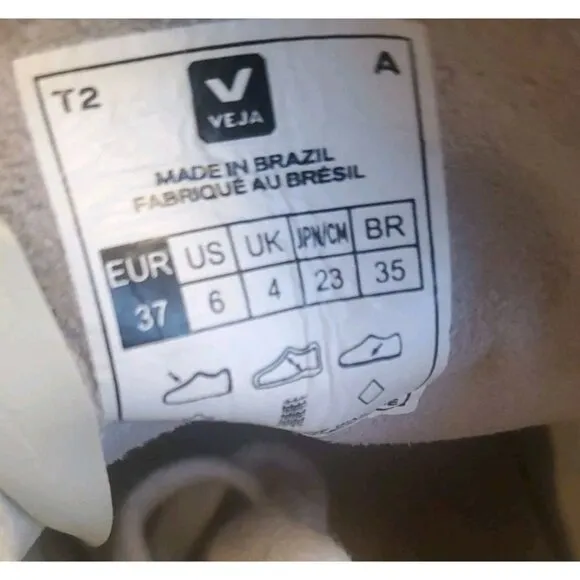 T2 V A
VEJA
MADE IN BRAZIL
FABRIQUÉ AU BRÉSIL
EUR US UK JPN/CM BR
37 6 4 23 35